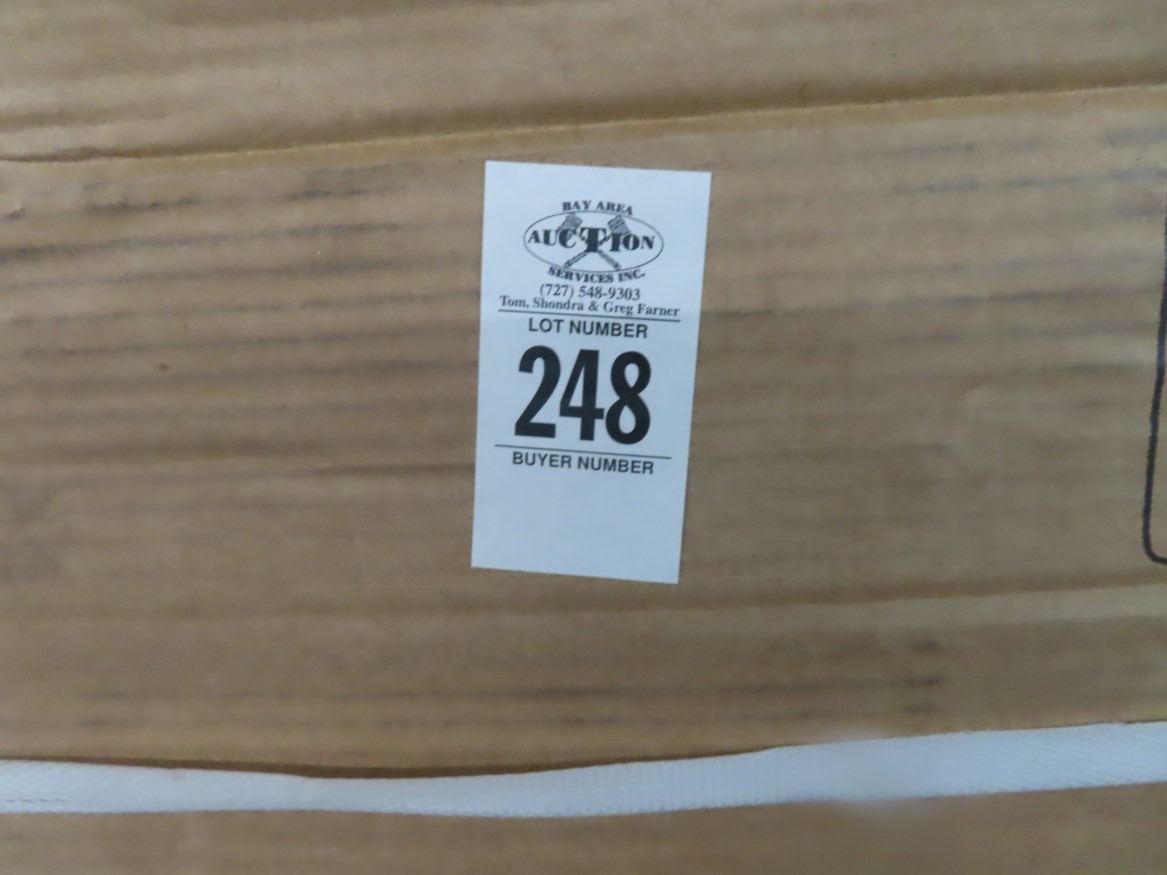 BAY AREA
AUCTION
SERVICES INC.
(727) 548-9303
Tom, Shondra & Greg Farner
LOT NUMBER
248
BUYER NUMBER